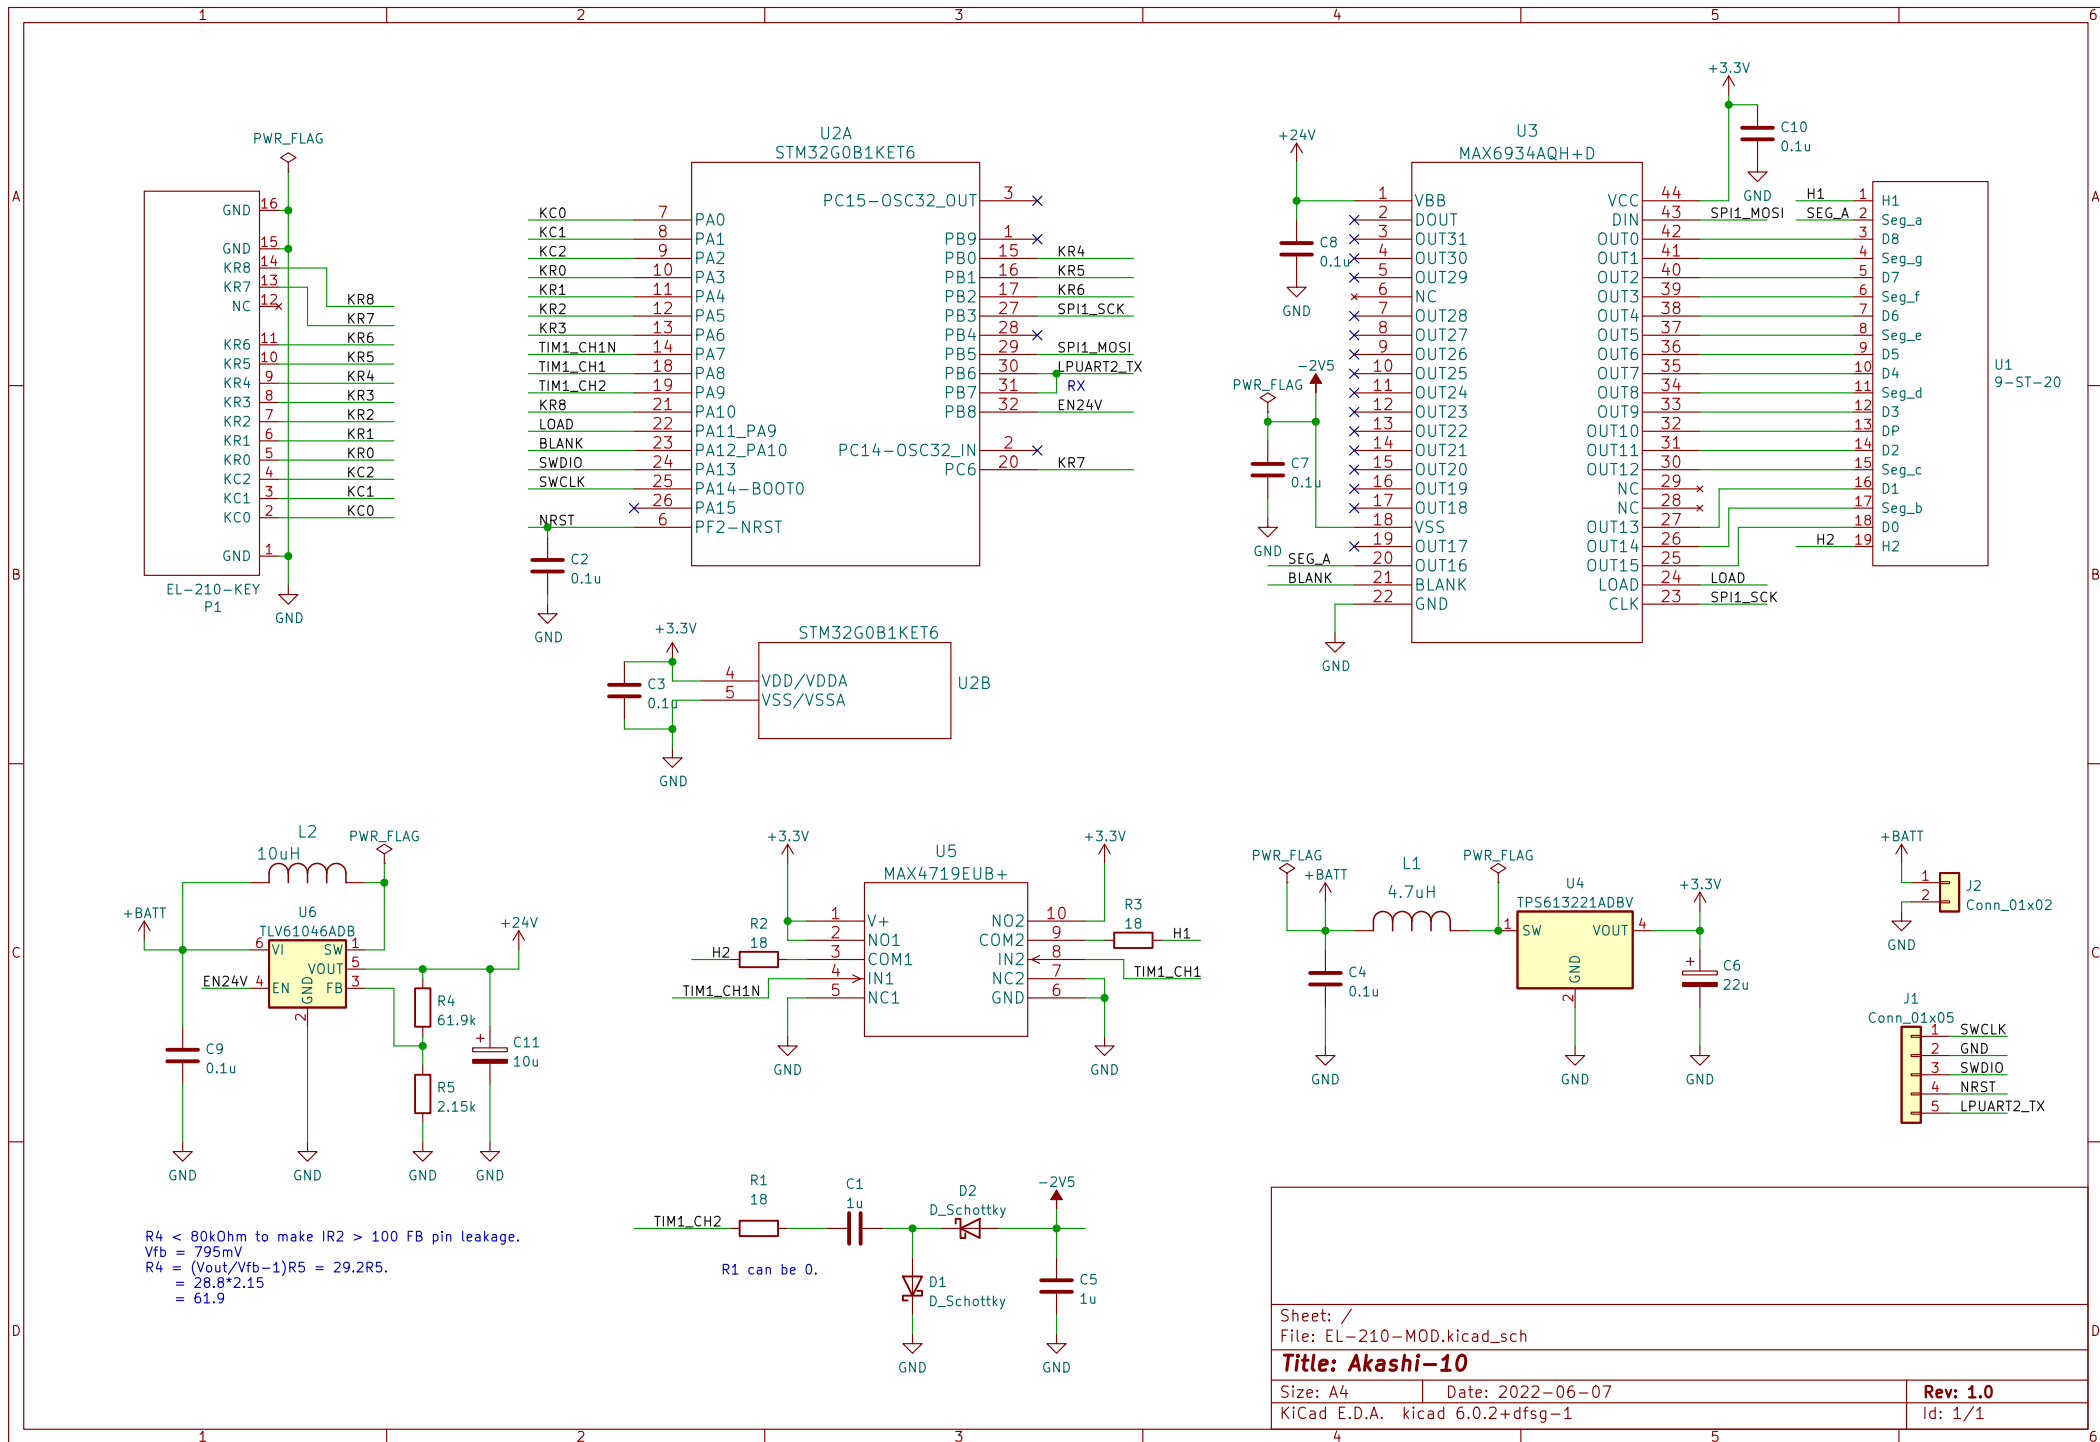 1 2 3 4 5 6
A
B
C
D
PWR_FLAG
GND 16
GND 15
KR8 14
KR7 13
NC 12
KR6 11
KR5 10
KR4 9
KR3 8
KR2 7
KR1 6
KR0 5
KC2 4
KC1 3
KC0 2
GND 1
KR8
KR7
KR6
KR5
KR4
KR3
KR2
KR1
KR0
KC2
KC1
KC0
EL-210-KEY
P1
GND
U2A
STM32G0B1KET6
KC0 7 PA0
KC1 8 PA1
KC2 9 PA2
KR0 10 PA3
KR1 11 PA4
KR2 12 PA5
KR3 13 PA6
TIM1_CH1N 14 PA7
TIM1_CH1 18 PA8
TIM1_CH2 19 PA9
KR8 21 PA10
LOAD 22 PA11_PA9
BLANK 23 PA12_PA10
SWDIO 24 PA13
SWCLK 25 PA14-BOOT0
26 PA15
NRST 6 PF2-NRST
PC15-OSC32_OUT 3
PB9 1
PB0 15 KR4
PB1 16 KR5
PB2 17 KR6
PB3 27 SPI1_SCK
PB4 28
PB5 29 SPI1_MOSI
PB6 30 LPUART2_TX
PB7 31 RX
PB8 32 EN24V
PC14-OSC32_IN 2
PC6 20 KR7
C2
0.1u
GND
STM32G0B1KET6
+3.3V
U2B
4 VDD/VDDA
5 VSS/VSSA
C3
0.1u
GND
U3
MAX6934AQH+D
+24V
C8
0.1u
GND
-2V5
PWR_FLAG
C7
0.1u
GND
1 VBB
2 DOUT
3 OUT31
4 OUT30
5 OUT29
6 NC
7 OUT28
8 OUT27
9 OUT26
10 OUT25
11 OUT24
12 OUT23
13 OUT22
14 OUT21
15 OUT20
16 OUT19
17 OUT18
18 VSS
19 OUT17
SEG_A 20 OUT16
BLANK 21 BLANK
22 GND
GND
VCC 44
DIN 43 SPI1_MOSI
OUT0 42
OUT1 41
OUT2 40
OUT3 39
OUT4 38
OUT5 37
OUT6 36
OUT7 35
OUT8 34
OUT9 33
OUT10 32
OUT11 31
OUT12 30
NC 29
NC 28
OUT13 27
OUT14 26
OUT15 25
LOAD 24 LOAD
CLK 23 SPI1_SCK
+3.3V
C10
0.1u
GND
H1 1 H1
SEG_A 2 Seg_a
3 D8
4 Seg_g
5 D7
6 Seg_f
7 D6
8 Seg_e
9 D5
10 D4
11 Seg_d
12 D3
13 DP
14 D2
15 Seg_c
16 D1
17 Seg_b
18 D0
H2 19 H2
U1
9-ST-20
L2
10uH
PWR_FLAG
+BATT
U6
TLV61046ADB
+24V
6 VI
SW 1
VOUT 5
EN24V 4 EN
GND
2
FB 3
R4
61.9k
R5
2.15k
C9
0.1u
C11
+
10u
GND
GND
GND
GND
R4 < 80kOhm to make IR2 > 100 FB pin leakage.
Vfb = 795mV
R4 = (Vout/Vfb-1)R5 = 29.2R5.
= 28.8*2.15
= 61.9
+3.3V
+3.3V
U5
MAX4719EUB+
R2
18
H2
TIM1_CH1N
1 V+
2 NO1
3 COM1
4 IN1
5 NC1
NO2 10
COM2 9
IN2 8
NC2 7
GND 6
R3
18
H1
TIM1_CH1
GND
GND
TIM1_CH2
R1
18
C1
1u
D2
D_Schottky
-2V5
R1 can be 0.
D1
D_Schottky
C5
1u
GND
GND
PWR_FLAG
+BATT
L1
4.7uH
PWR_FLAG
U4
TPS613221ADBV
+3.3V
1 SW
VOUT 4
GND
2
C4
0.1u
C6
+
22u
GND
GND
GND
+BATT
1
2
J2
Conn_01x02
GND
J1
Conn_01x05
1 SWCLK
2 GND
3 SWDIO
4 NRST
5 LPUART2_TX
Sheet: /
File: EL-210-MOD.kicad_sch
Title: Akashi-10
Size: A4 Date: 2022-06-07 Rev: 1.0
KiCad E.D.A. kicad 6.0.2+dfsg-1 Id: 1/1
A
B
C
D
1 2 3 4 5 6